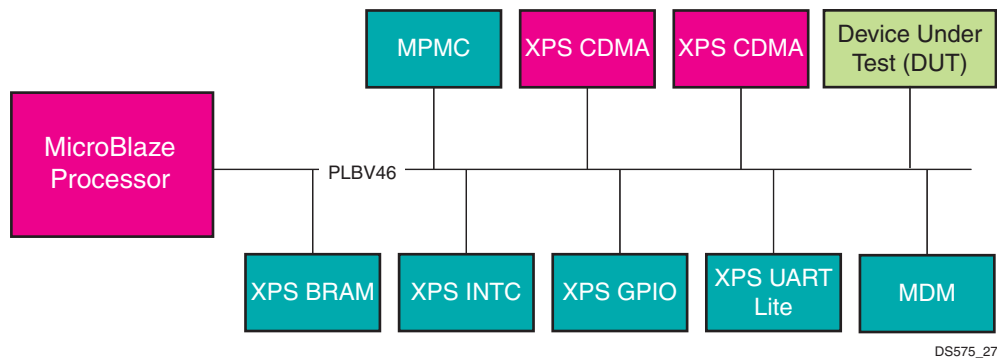 MPMC
XPS CDMA
XPS CDMA
Device Under
Test (DUT)
MicroBlaze
Processor
PLBV46
XPS BRAM
XPS INTC
XPS GPIO
XPS UART
Lite
MDM
DS575_27